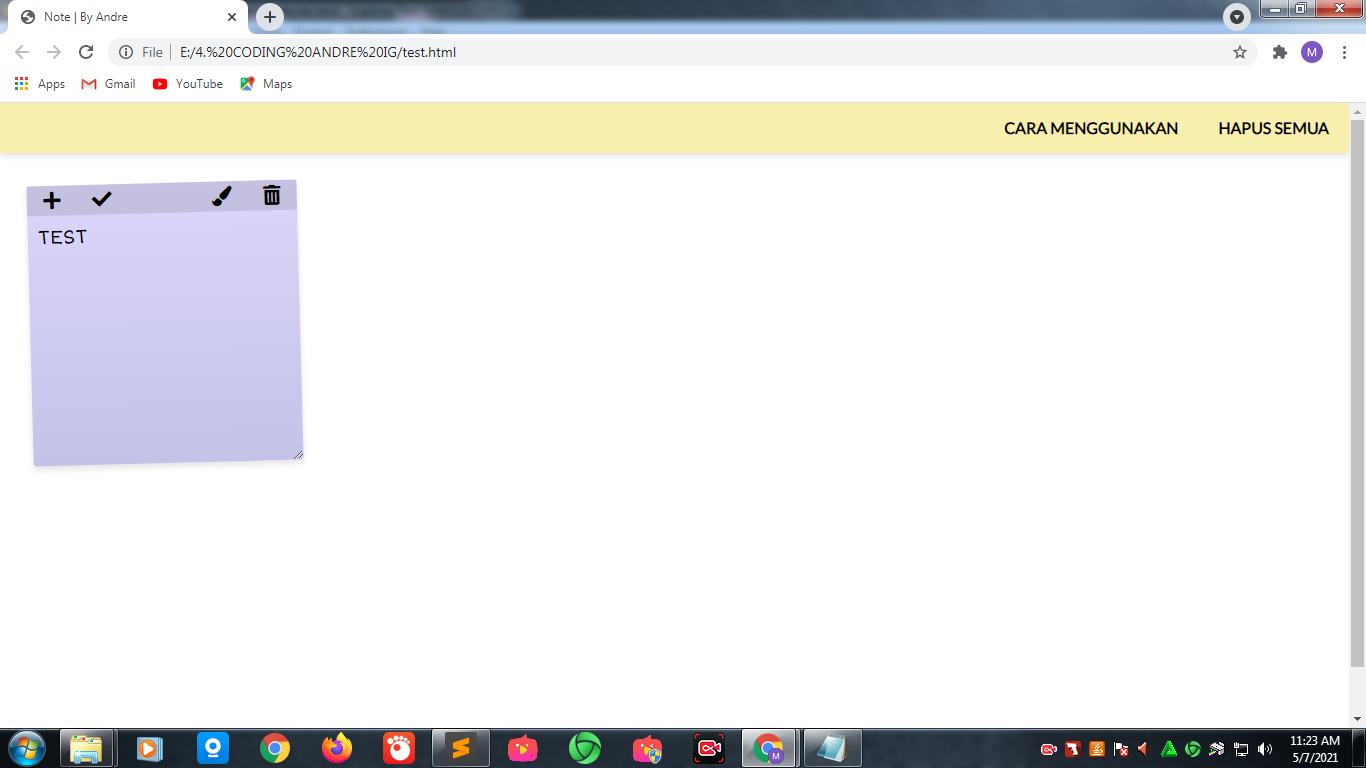 Note | By Andre
File | E:/4.%20CODING%20ANDRE%20IG/test.html
M
Apps Gmail YouTube Maps
CARA MENGGUNAKAN HAPUS SEMUA
TEST
M
11:23 AM
5/7/2021